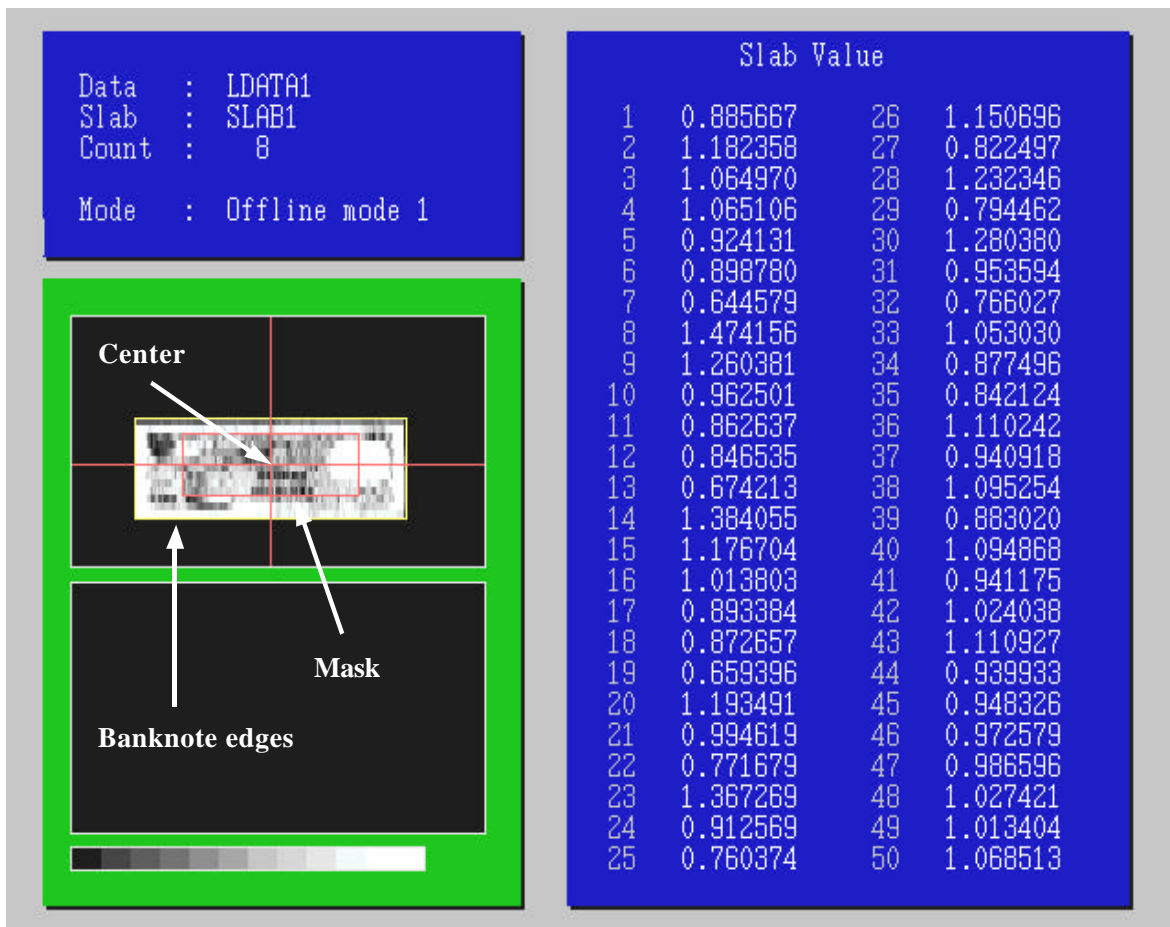 Data : LDATA1
Slab : SLAB1
Count : 8
Mode : Offline mode 1
Center
Mask
Banknote edges
Slab Value
1 0.885667 26 1.150696
2 1.182358 27 0.822497
3 1.064970 28 1.232346
4 1.065106 29 0.794462
5 0.924131 30 1.280380
6 0.898780 31 0.953594
7 0.644579 32 0.766027
8 1.474156 33 1.053030
9 1.260381 34 0.877496
10 0.962501 35 0.842124
11 0.862637 36 1.110242
12 0.846535 37 0.940918
13 0.674213 38 1.095254
14 1.384055 39 0.883020
15 1.176704 40 1.094868
16 1.013803 41 0.941175
17 0.893384 42 1.024038
18 0.872657 43 1.110927
19 0.659396 44 0.939933
20 1.193491 45 0.948326
21 0.994619 46 0.972579
22 0.771679 47 0.986596
23 1.367269 48 1.027421
24 0.912569 49 1.013404
25 0.760374 50 1.068513